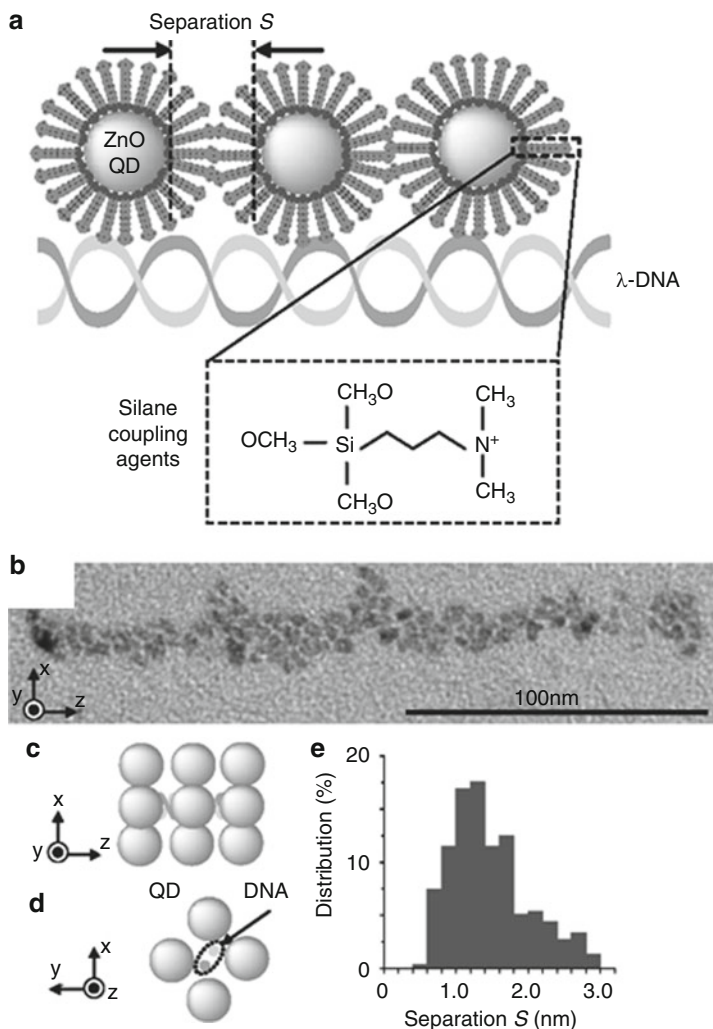 a
Separation S
ZnO
QD
λ-DNA
Silane
coupling
agents
CH₃O
CH₃
OCH₃
Si
N⁺
CH₃O
CH₃
b
x
y
z
100nm
c
x
y
z
d
QD
DNA
x
y
z
e
20
10
0
Distribution (%)
0
1.0
2.0
3.0
Separation S (nm)